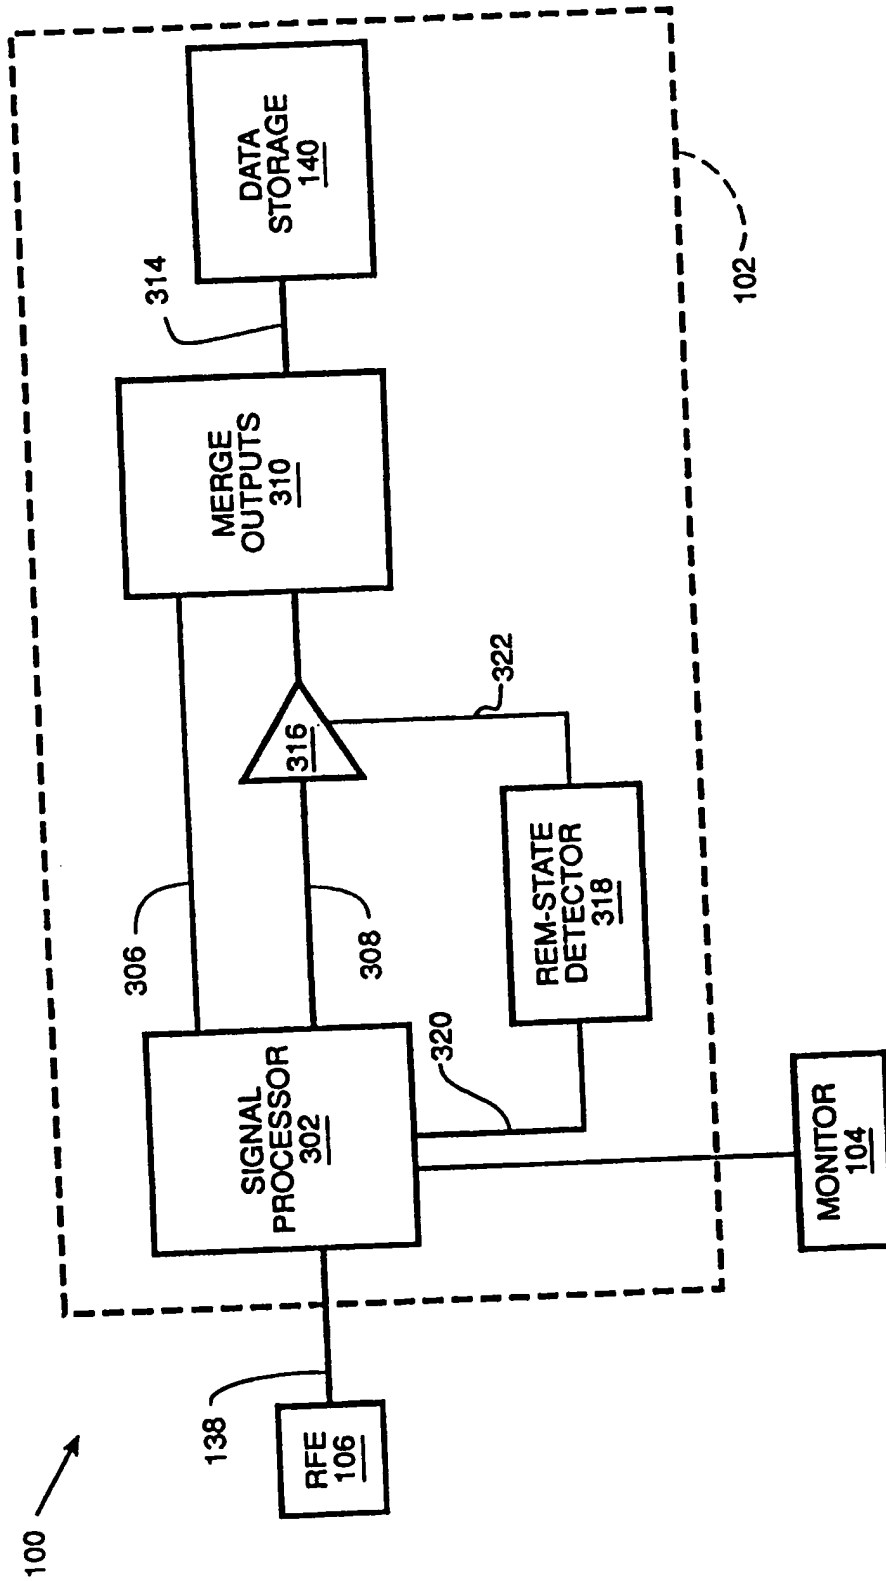 100
RFE
106
138
SIGNAL
PROCESSOR
302
306
308
320
MONITOR
104
REM-STATE
DETECTOR
318
322
316
MERGE
OUTPUTS
310
314
DATA
STORAGE
140
102